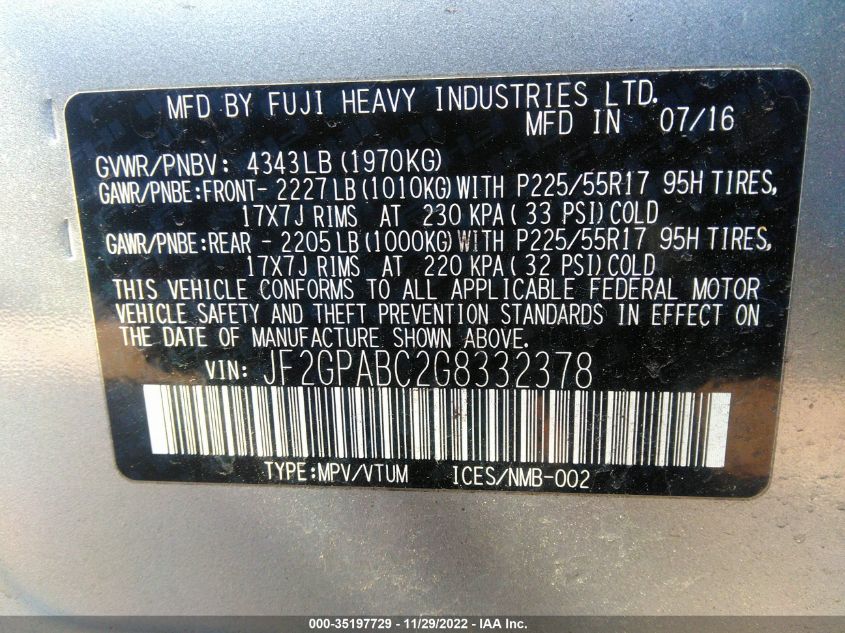 MFD BY FUJI HEAVY INDUSTRIES LTD.
MFD IN 07/16
GVWR/PNBV: 4343LB (1970KG)
GAWR/PNBE:FRONT- 2227LB (1010KG) WITH P225/55R17 95H TIRES,
17X7J RIMS AT 230 KPA ( 33 PSI) COLD
GAWR/PNBE:REAR - 2205LB (1000KG) WITH P225/55R17 95H TIRES,
17X7J RIMS AT 220 KPA ( 32 PSI) COLD
THIS VEHICLE CONFORMS TO ALL APPLICABLE FEDERAL MOTOR
VEHICLE SAFETY AND THEFT PREVENTION STANDARDS IN EFFECT ON
THE DATE OF MANUFACTURE SHOWN ABOVE.
VIN: JF2GPABC2G8332378
TYPE:MPV/VTUM ICES/NMB-002
000-35197729 - 11/29/2022 - IAA Inc.